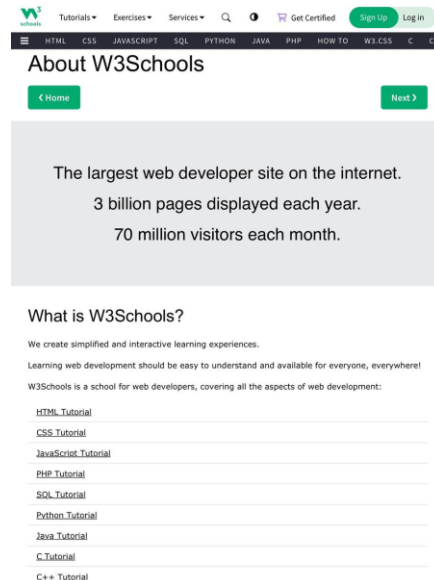 W3 schools
Tutorials Exercises Services Get Certified Sign Up Log in
HTML CSS JAVASCRIPT SQL PYTHON JAVA PHP HOW TO W3.CSS C C
About W3Schools
❮ Home Next ❯
The largest web developer site on the internet.
3 billion pages displayed each year.
70 million visitors each month.
What is W3Schools?
We create simplified and interactive learning experiences.
Learning web development should be easy to understand and available for everyone, everywhere!
W3Schools is a school for web developers, covering all the aspects of web development:
HTML Tutorial
CSS Tutorial
JavaScript Tutorial
PHP Tutorial
SQL Tutorial
Python Tutorial
Java Tutorial
C Tutorial
C++ Tutorial